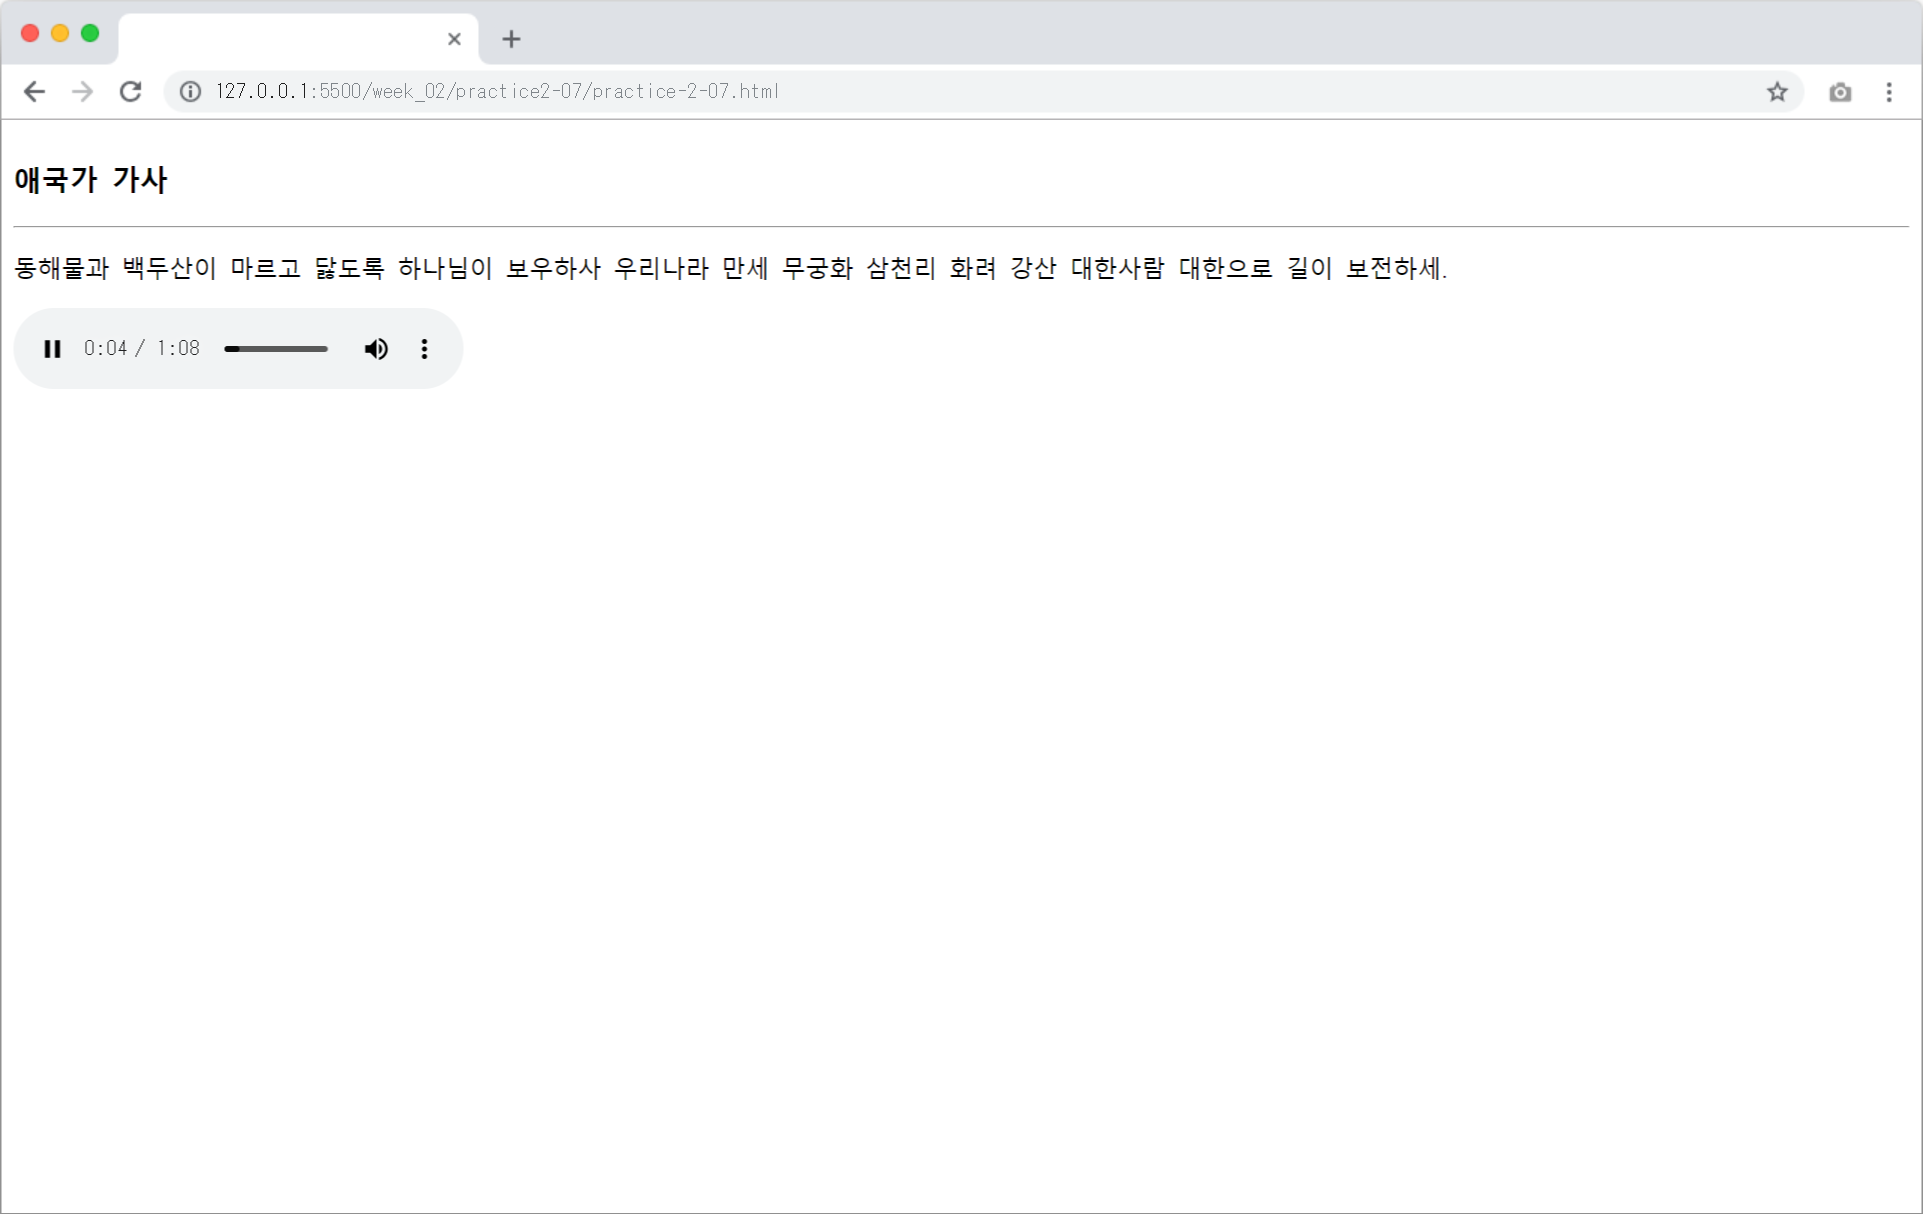 127.0.0.1:5500/week_02/practice2-07/practice-2-07.html
애국가 가사
동해물과 백두산이 마르고 닳도록 하나님이 보우하사 우리나라 만세 무궁화 삼천리 화려 강산 대한사람 대한으로 길이 보전하세.
0:04 / 1:08